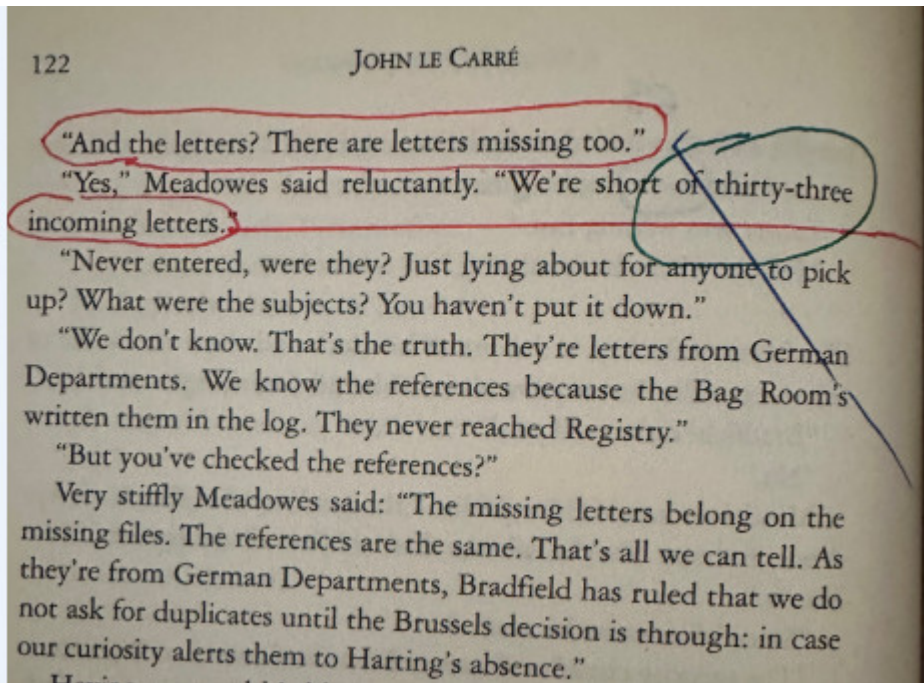 122
JOHN LE CARRÉ
“And the letters? There are letters missing too.”
“Yes,” Meadowes said reluctantly. “We're short of thirty-three
incoming letters.”
“Never entered, were they? Just lying about for anyone to pick
up? What were the subjects? You haven't put it down.”
“We don't know. That's the truth. They're letters from German
Departments. We know the references because the Bag Room's
written them in the log. They never reached Registry.”
“But you've checked the references?”
Very stiffly Meadowes said: “The missing letters belong on the
missing files. The references are the same. That's all we can tell. As
they're from German Departments, Bradfield has ruled that we do
not ask for duplicates until the Brussels decision is through: in case
our curiosity alerts them to Harting's absence.”